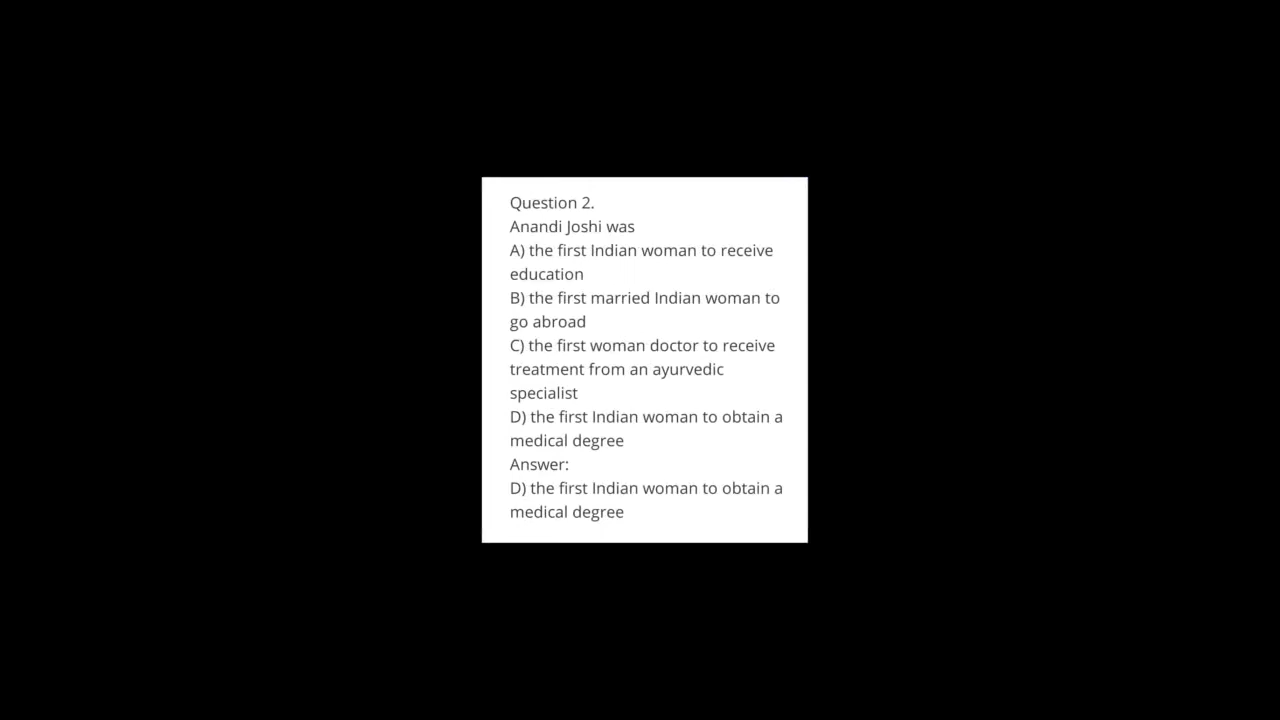 Question 2.
Anandi Joshi was
A) the first Indian woman to receive
education
B) the first married Indian woman to
go abroad
C) the first woman doctor to receive
treatment from an ayurvedic
specialist
D) the first Indian woman to obtain a
medical degree
Answer:
D) the first Indian woman to obtain a
medical degree